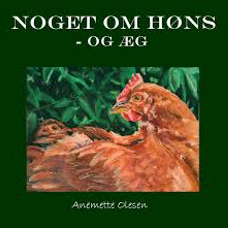 NOGET OM HØNS
- OG ÆG
Anemette Olesen